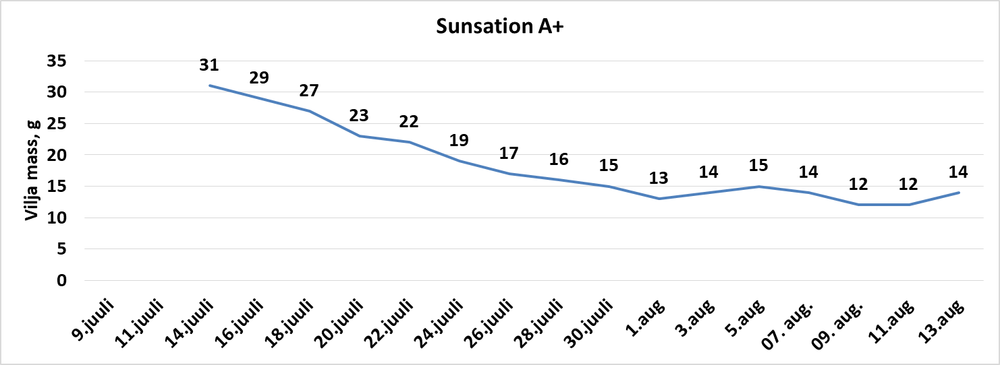 Sunsation A+
Vilja mass, g
35
30
25
20
15
10
5
0
31
29
27
23
22
19
17
16
15
13
14
15
14
12
12
14
9.juuli
11.juuli
14.juuli
16.juuli
18.juuli
20.juuli
22.juuli
24.juuli
26.juuli
28.juuli
30.juuli
1.aug
3.aug
5.aug
07. aug.
09. aug.
11.aug
13.aug